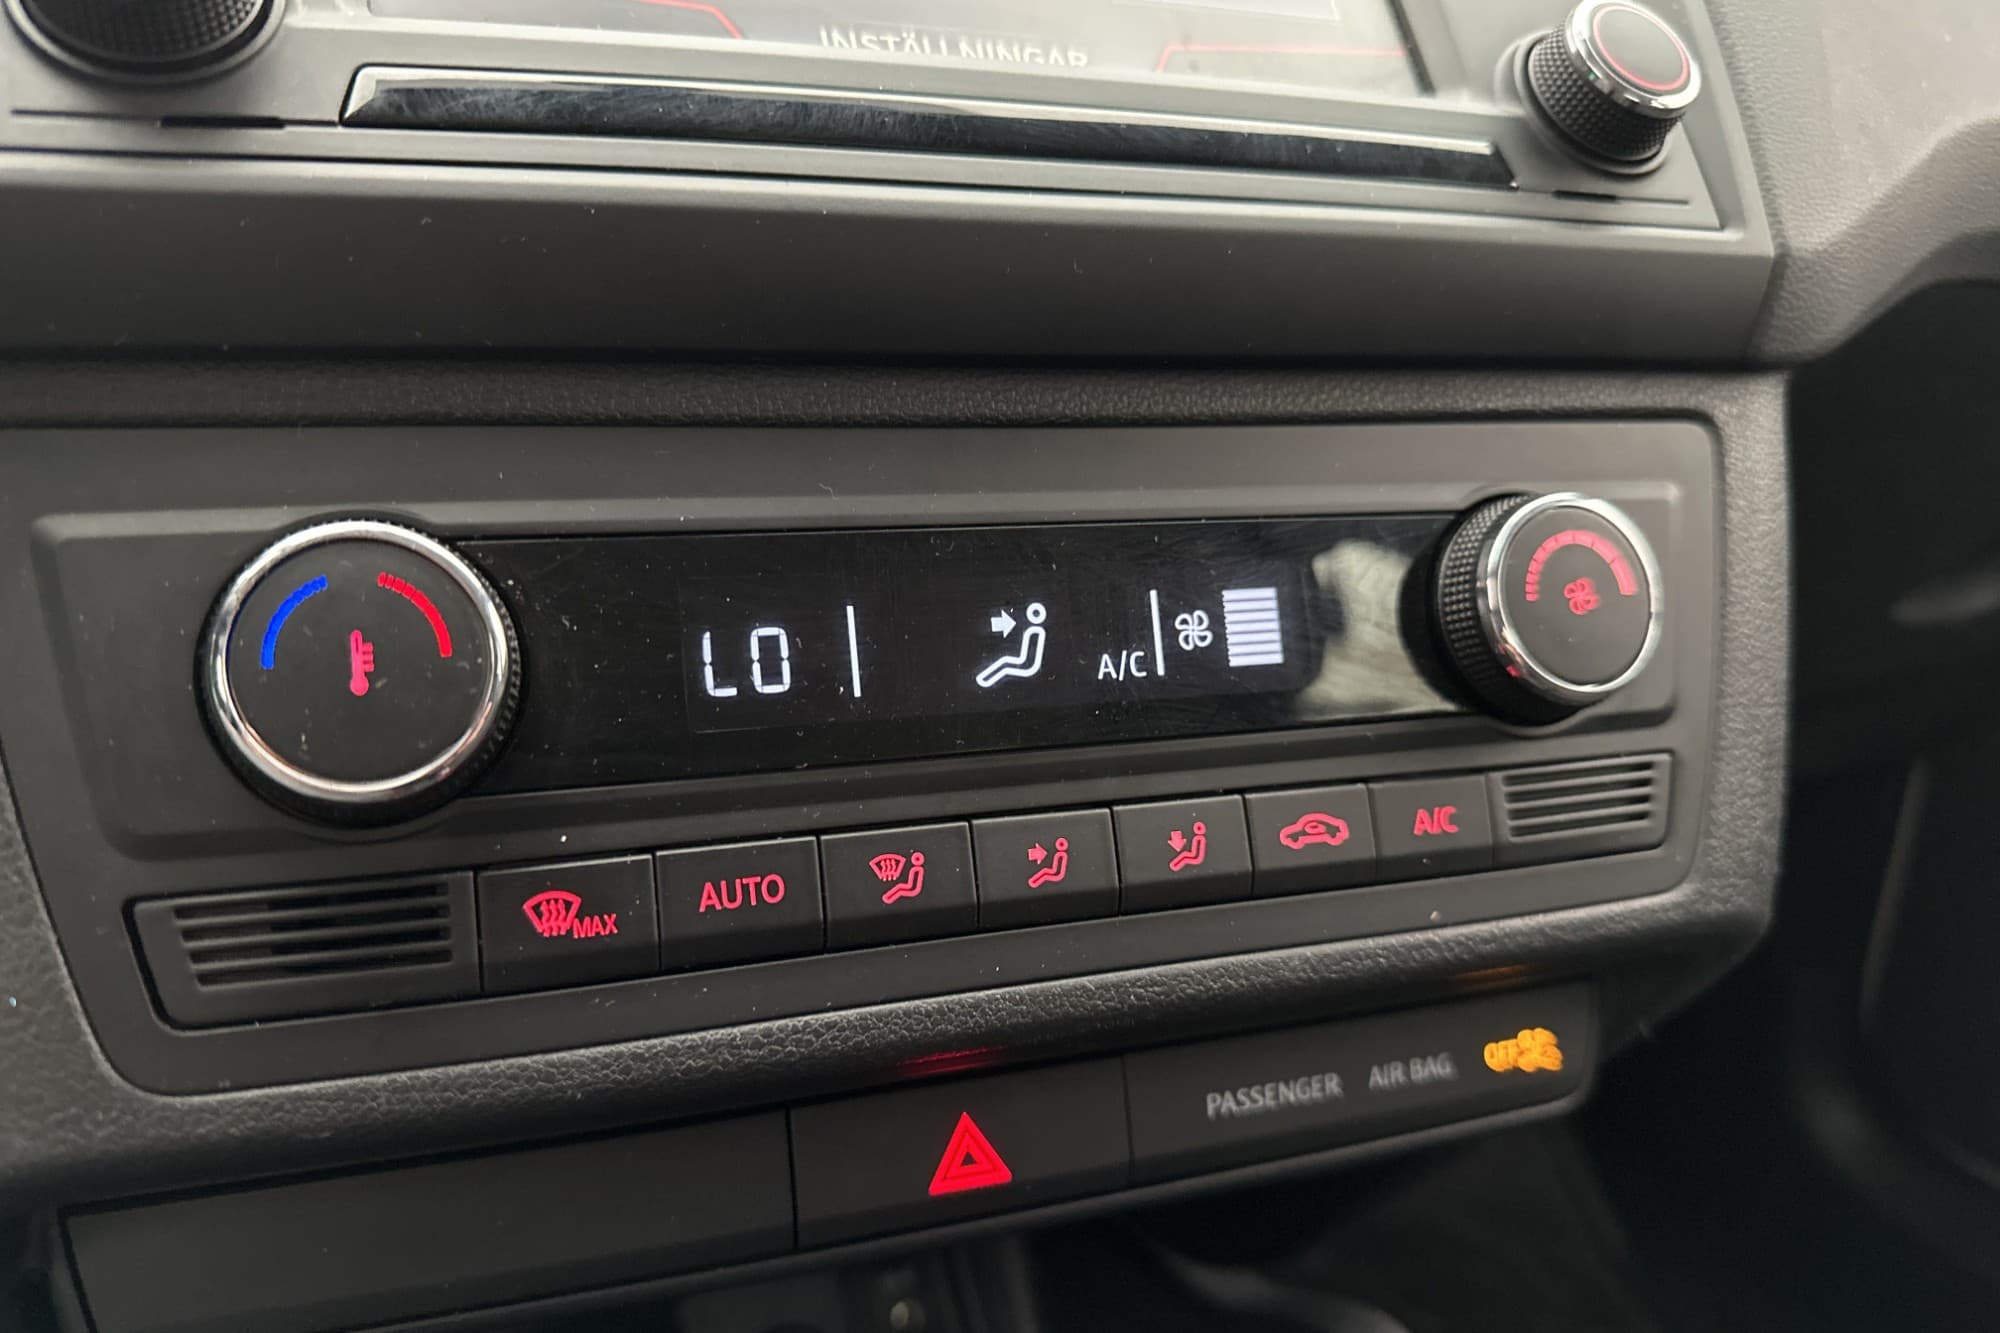 INSTÄLLNINGAR
LO A/C
MAX AUTO A/C
PASSENGER AIR BAG OFF